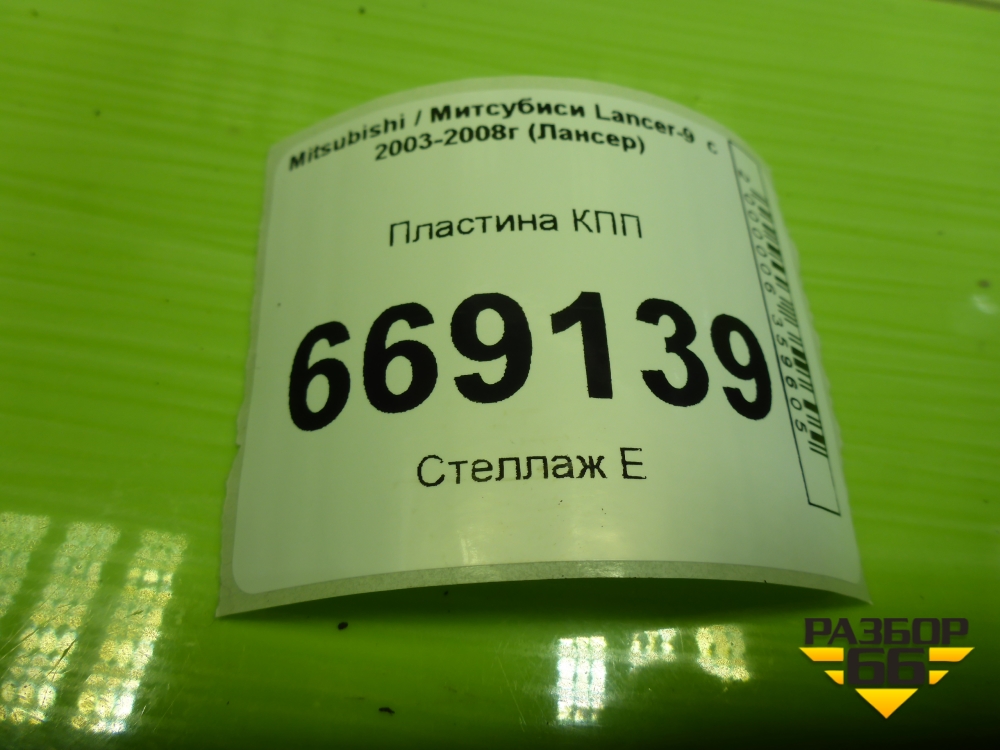 Mitsubishi / Митсубиси Lancer-9 с
2003-2008г (Лансер)
Пластина КПП
669139
Стеллаж Е
2000006359605
РАЗБОР
66